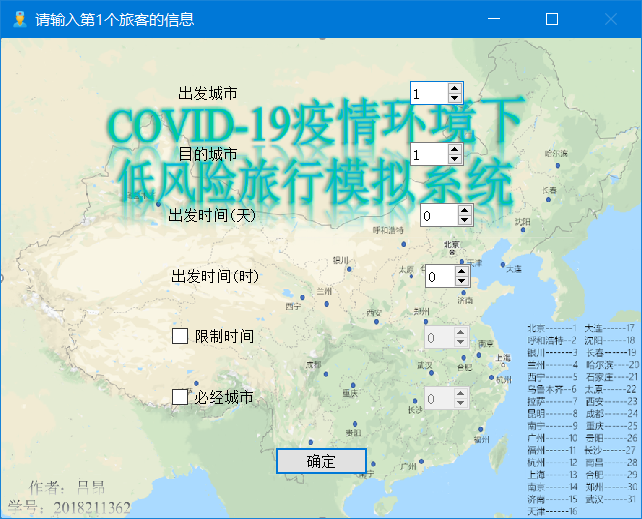 请输入第1个旅客的信息
出发城市 1
COVID-19疫情环境下
目的城市 1
低风险旅行模拟系统
出发时间(天) 0
出发时间(时) 0
限制时间 0
必经城市 0
确定
哈尔滨
长春
沈阳
呼和浩特
北京
天津
大连
银川
太原
济南
西宁
兰州
西安
郑州
南京
上海
合肥
成都
武汉
杭州
重庆
长沙
贵阳
福州
南宁
广州
北京--------1 大连------17
呼和浩特--2 沈阳------18
银川--------3 长春------19
兰州--------4 哈尔滨---20
西宁--------5 石家庄---21
乌鲁木齐--6 太原------22
拉萨--------7 西安------23
昆明--------8 成都------24
南宁--------9 重庆------25
广州-------10 贵阳------26
福州-------11 长沙------27
杭州-------12 南昌------28
上海-------13 合肥------29
南京-------14 郑州------30
济南-------15 武汉------31
天津-------16
作者：吕昂
学号：2018211362